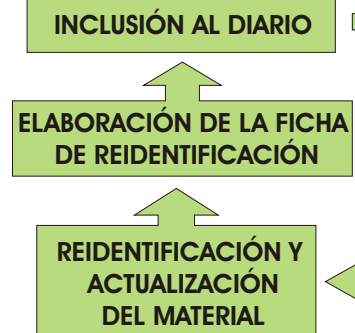 INCLUSIÓN AL DIARIO
ELABORACIÓN DE LA FICHA
DE REIDENTIFICACIÓN
REIDENTIFICACIÓN Y
ACTUALIZACIÓN
DEL MATERIAL